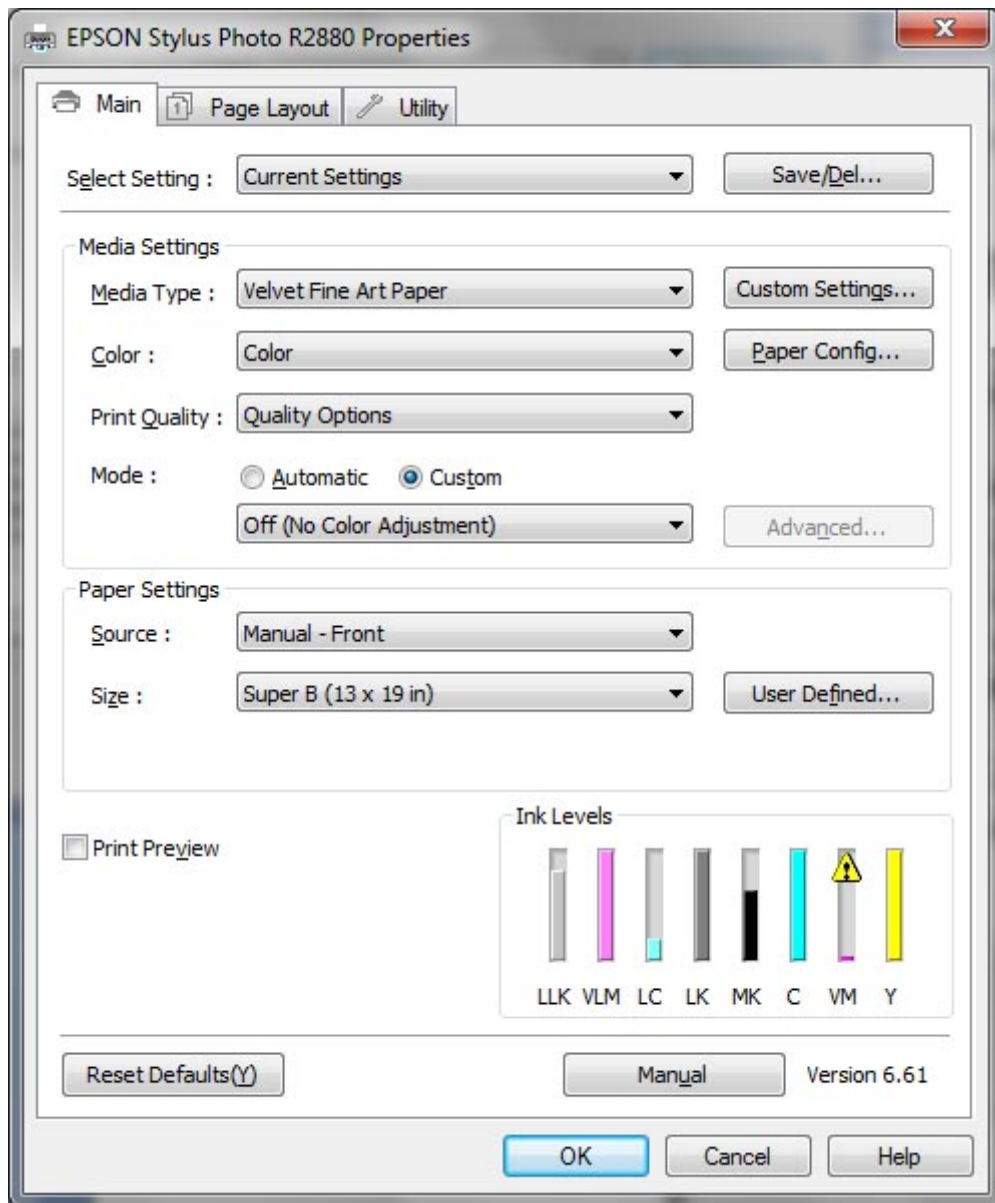 EPSON Stylus Photo R2880 Properties
Main Page Layout Utility
Select Setting : Current Settings Save/Del...
Media Settings
Media Type : Velvet Fine Art Paper Custom Settings...
Color : Color Paper Config...
Print Quality : Quality Options
Mode : Automatic Custom
Off (No Color Adjustment) Advanced...
Paper Settings
Source : Manual - Front
Size : Super B (13 x 19 in) User Defined...
Print Preview
Ink Levels
LLK VLM LC LK MK C VM Y
Reset Defaults(Y) Manual Version 6.61
OK Cancel Help